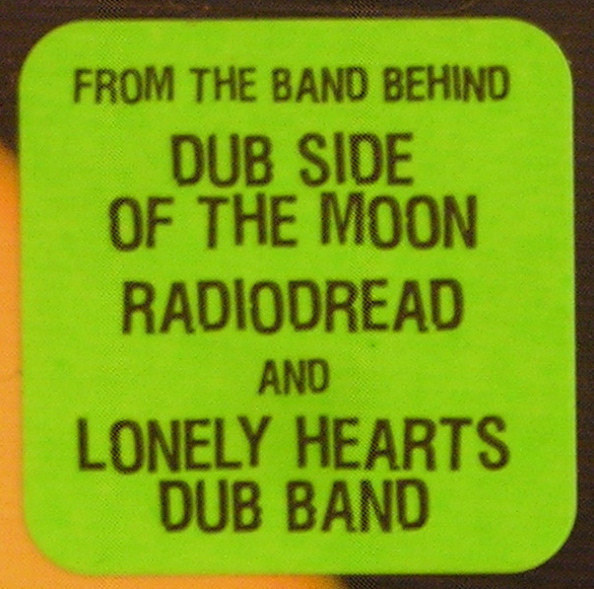 FROM THE BAND BEHIND
DUB SIDE
OF THE MOON
RADIODREAD
AND
LONELY HEARTS
DUB BAND